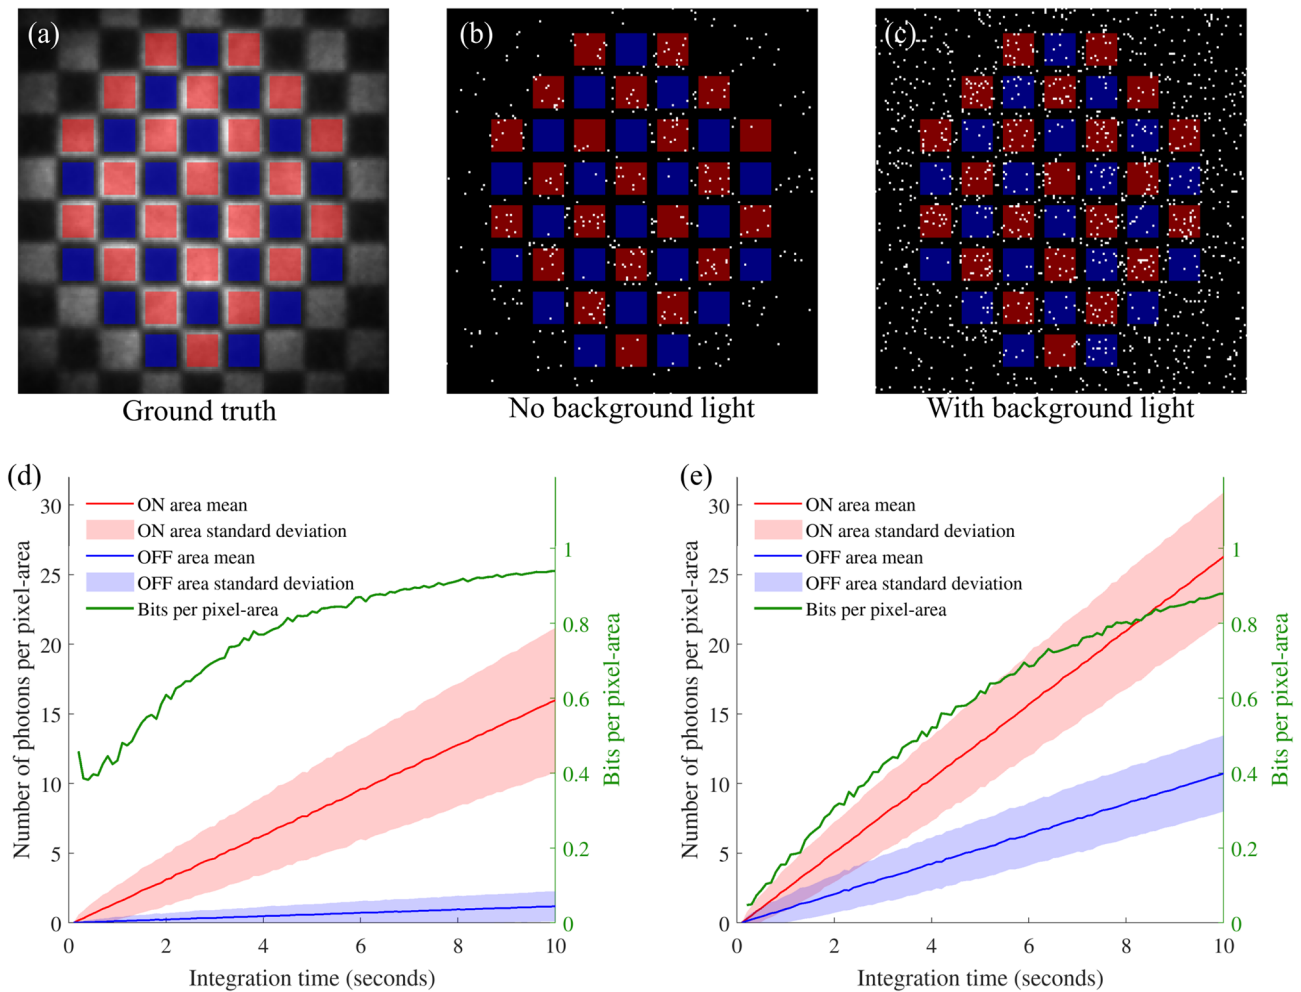 (a)
(b)
(c)
Ground truth
No background light
With background light
(d)
ON area mean
ON area standard deviation
OFF area mean
OFF area standard deviation
Bits per pixel-area
Number of photons per pixel-area
30
25
20
15
10
5
0
1
0.8
0.6
0.4
0.2
0
Bits per pixel-area
0
2
4
6
8
10
Integration time (seconds)
(e)
ON area mean
ON area standard deviation
OFF area mean
OFF area standard deviation
Bits per pixel-area
Number of photons per pixel-area
30
25
20
15
10
5
0
1
0.8
0.6
0.4
0.2
0
Bits per pixel-area
0
2
4
6
8
10
Integration time (seconds)